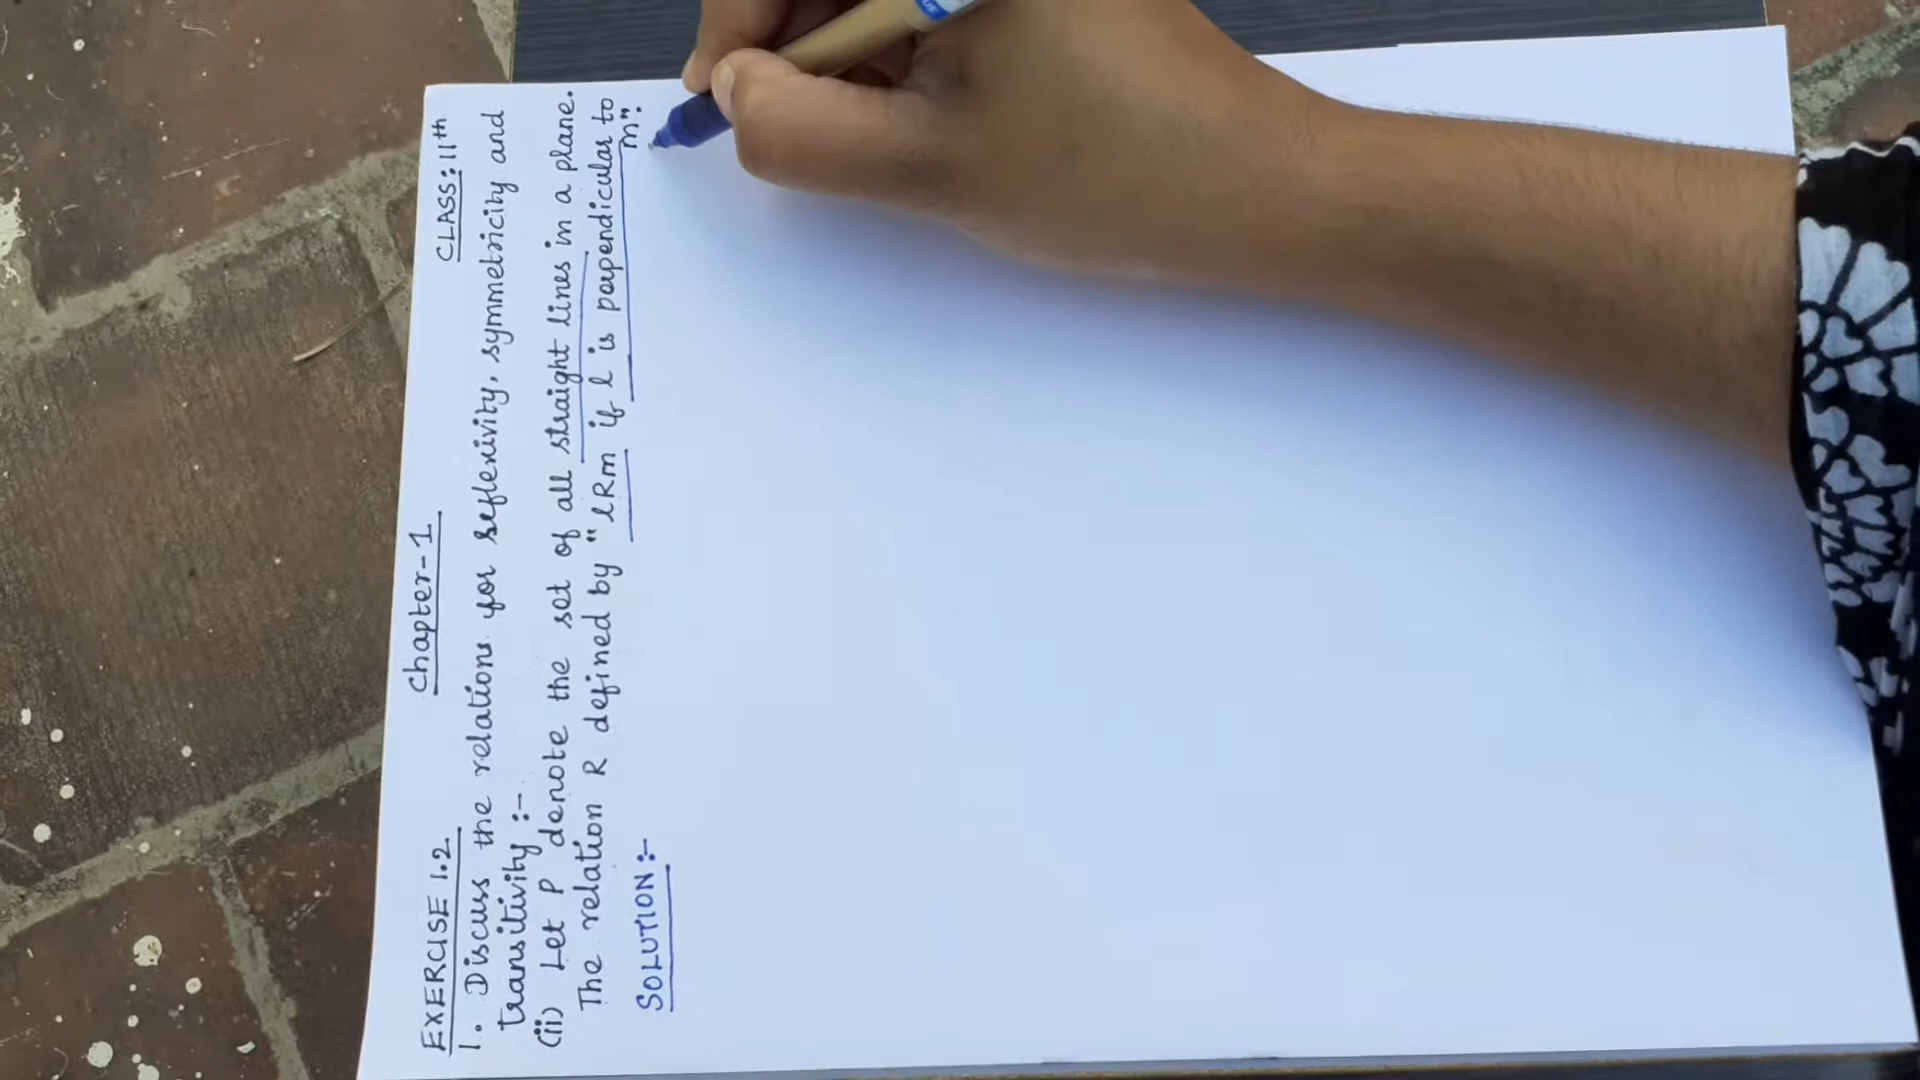 Chapter-1
EXERCISE 1.2 CLASS: 11th
1. Discuss the relations for reflexivity, symmetricity and
transitivity :-
(ii) Let P denote the set of all straight lines in a plane.
The relation R defined by "lRm if l is perpendicular to
m".
SOLUTION :-